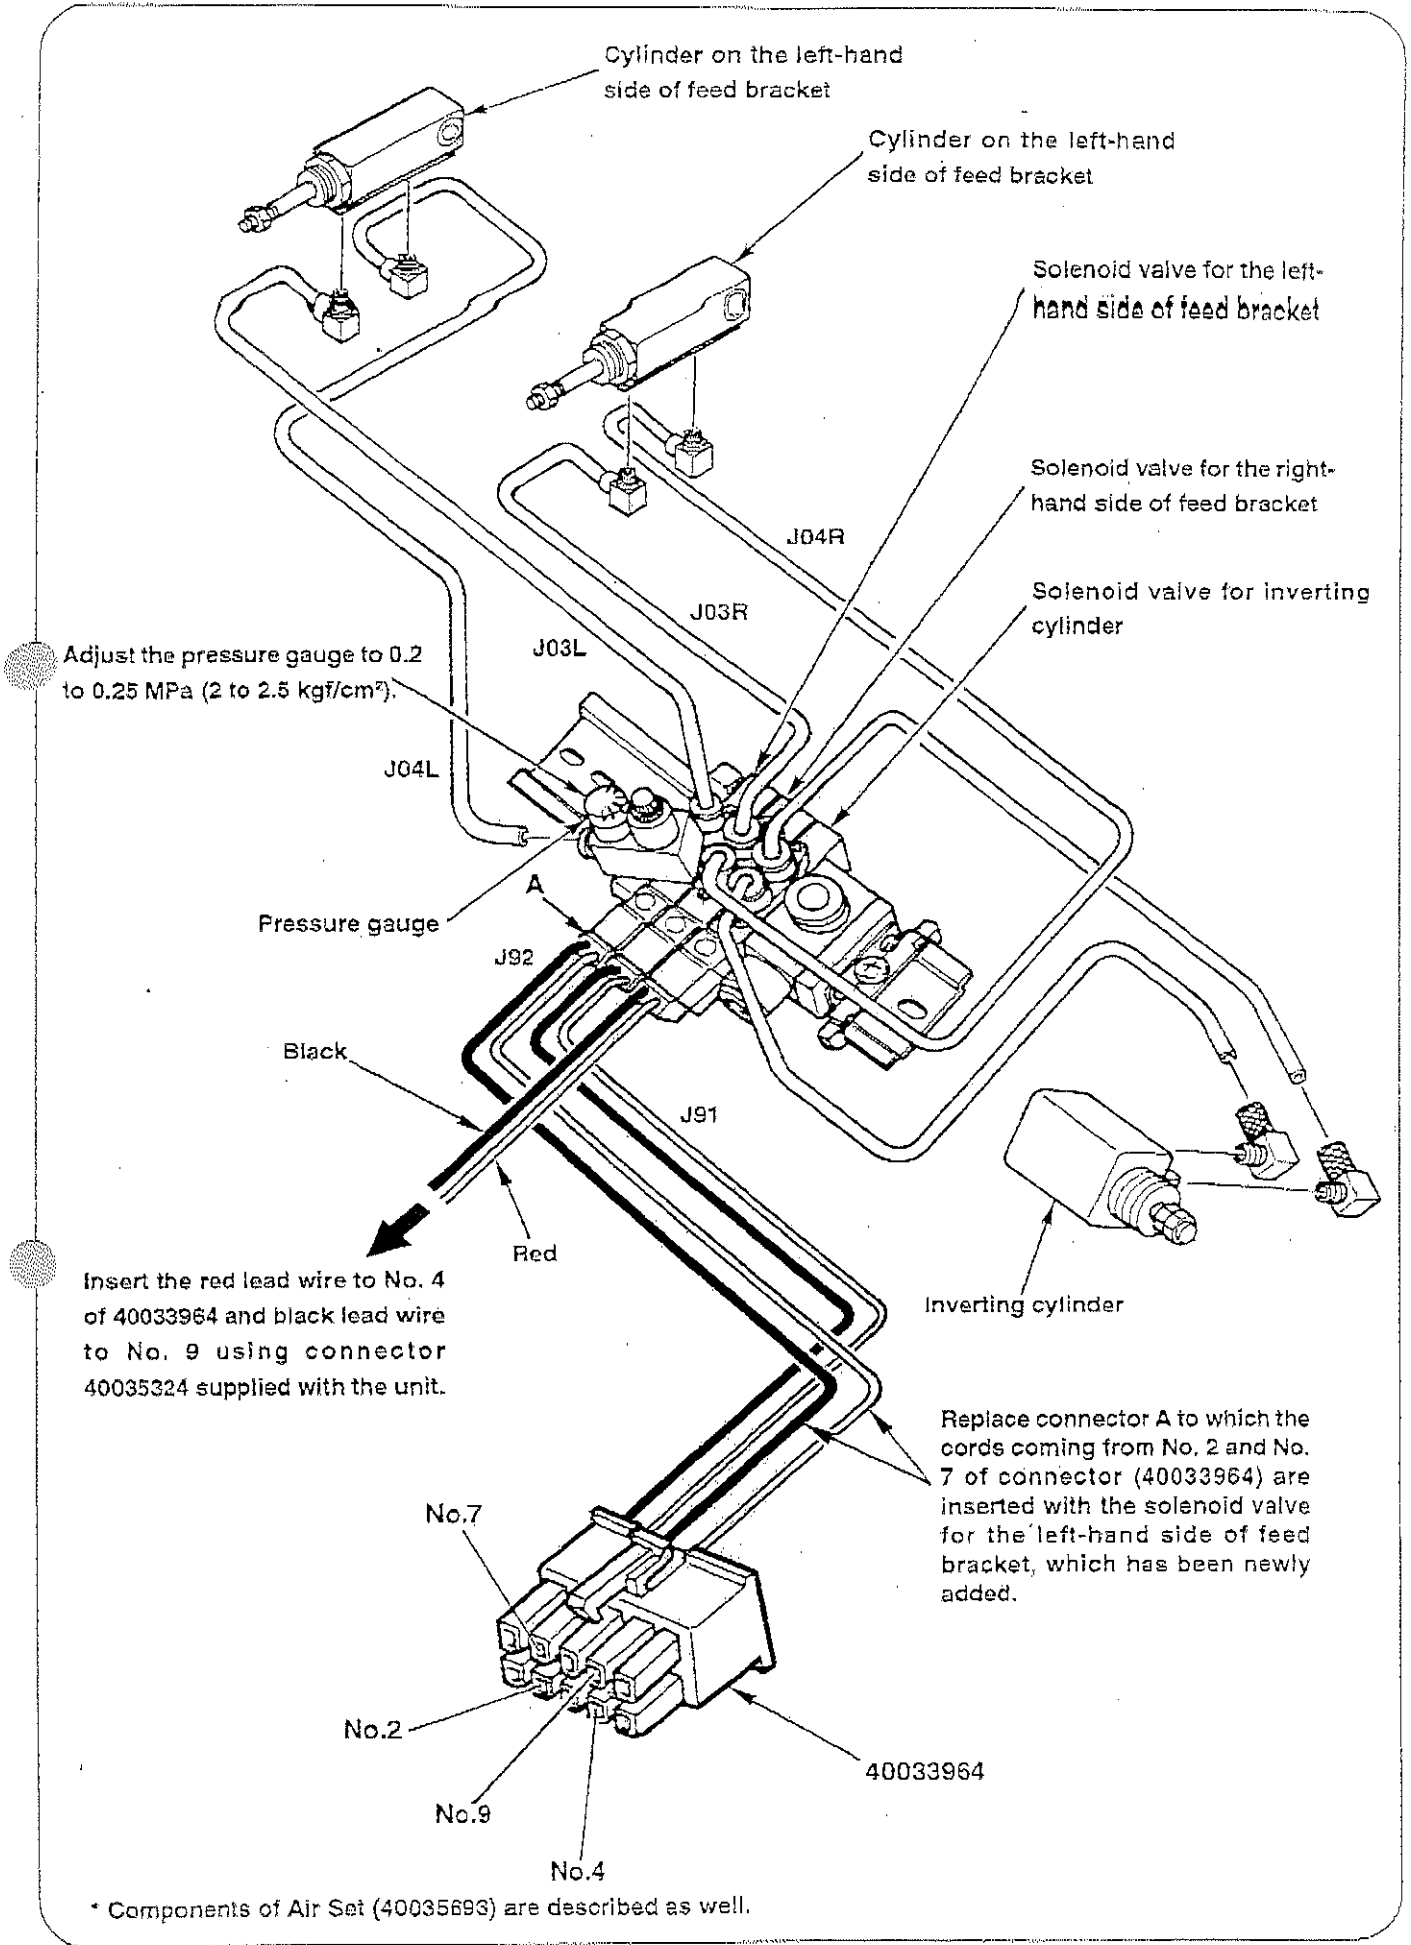 Cylinder on the left-hand
side of feed bracket
Cylinder on the left-hand
side of feed bracket
Solenoid valve for the left-
hand side of feed bracket
Solenoid valve for the right-
hand side of feed bracket
J04R
Solenoid valve for inverting
cylinder
J03R
J03L
Adjust the pressure gauge to 0.2
to 0.25 MPa (2 to 2.5 kgf/cm²).
J04L
A
Pressure gauge
J92
Black
J91
Red
Insert the red lead wire to No. 4
of 40033964 and black lead wire
to No. 9 using connector
40035324 supplied with the unit.
Inverting cylinder
Replace connector A to which the
cords coming from No. 2 and No.
7 of connector (40033964) are
inserted with the solenoid valve
for the left-hand side of feed
bracket, which has been newly
added.
No.7
No.2
40033964
No.9
No.4
* Components of Air Set (40035693) are described as well.